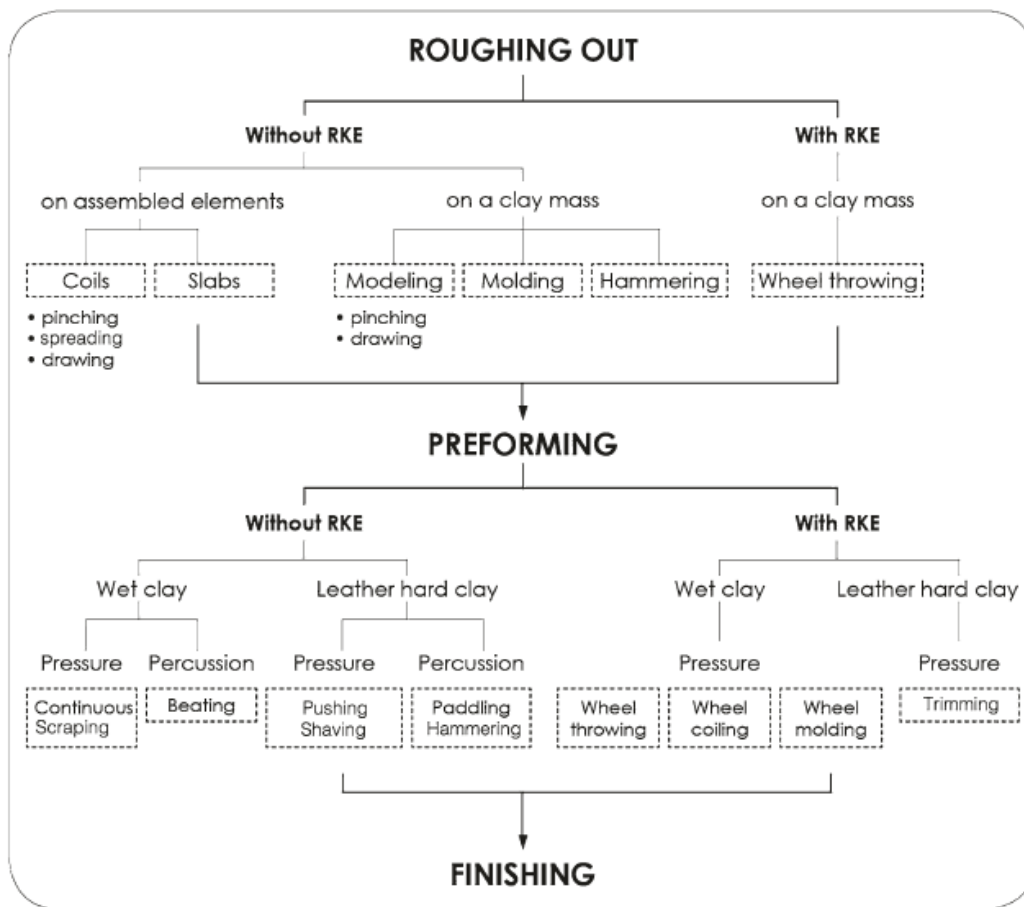 ROUGHING OUT
Without RKE
With RKE
on assembled elements
on a clay mass
on a clay mass
Coils
Slabs
Modeling
Molding
Hammering
Wheel throwing
• pinching
• spreading
• drawing
• pinching
• drawing
PREFORMING
Without RKE
With RKE
Wet clay
Leather hard clay
Wet clay
Leather hard clay
Pressure
Percussion
Pressure
Percussion
Pressure
Pressure
Continuous
Scraping
Beating
Pushing
Shaving
Paddling
Hammering
Wheel
throwing
Wheel
coiling
Wheel
molding
Trimming
FINISHING